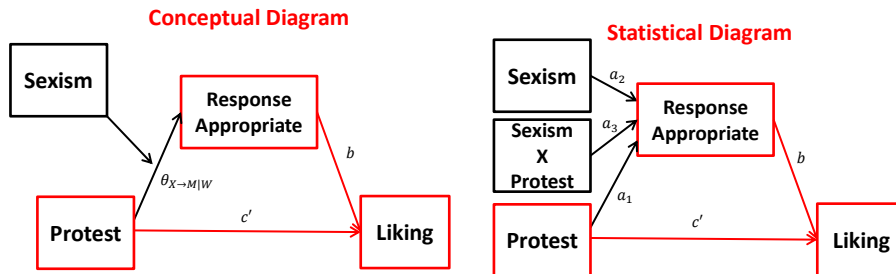 Conceptual Diagram
Sexism
Response
Appropriate
θX→M|W
b
c′
Protest
Liking
Statistical Diagram
Sexism
a2
Response
Appropriate
a3
Sexism
X
Protest
b
a1
c′
Protest
Liking